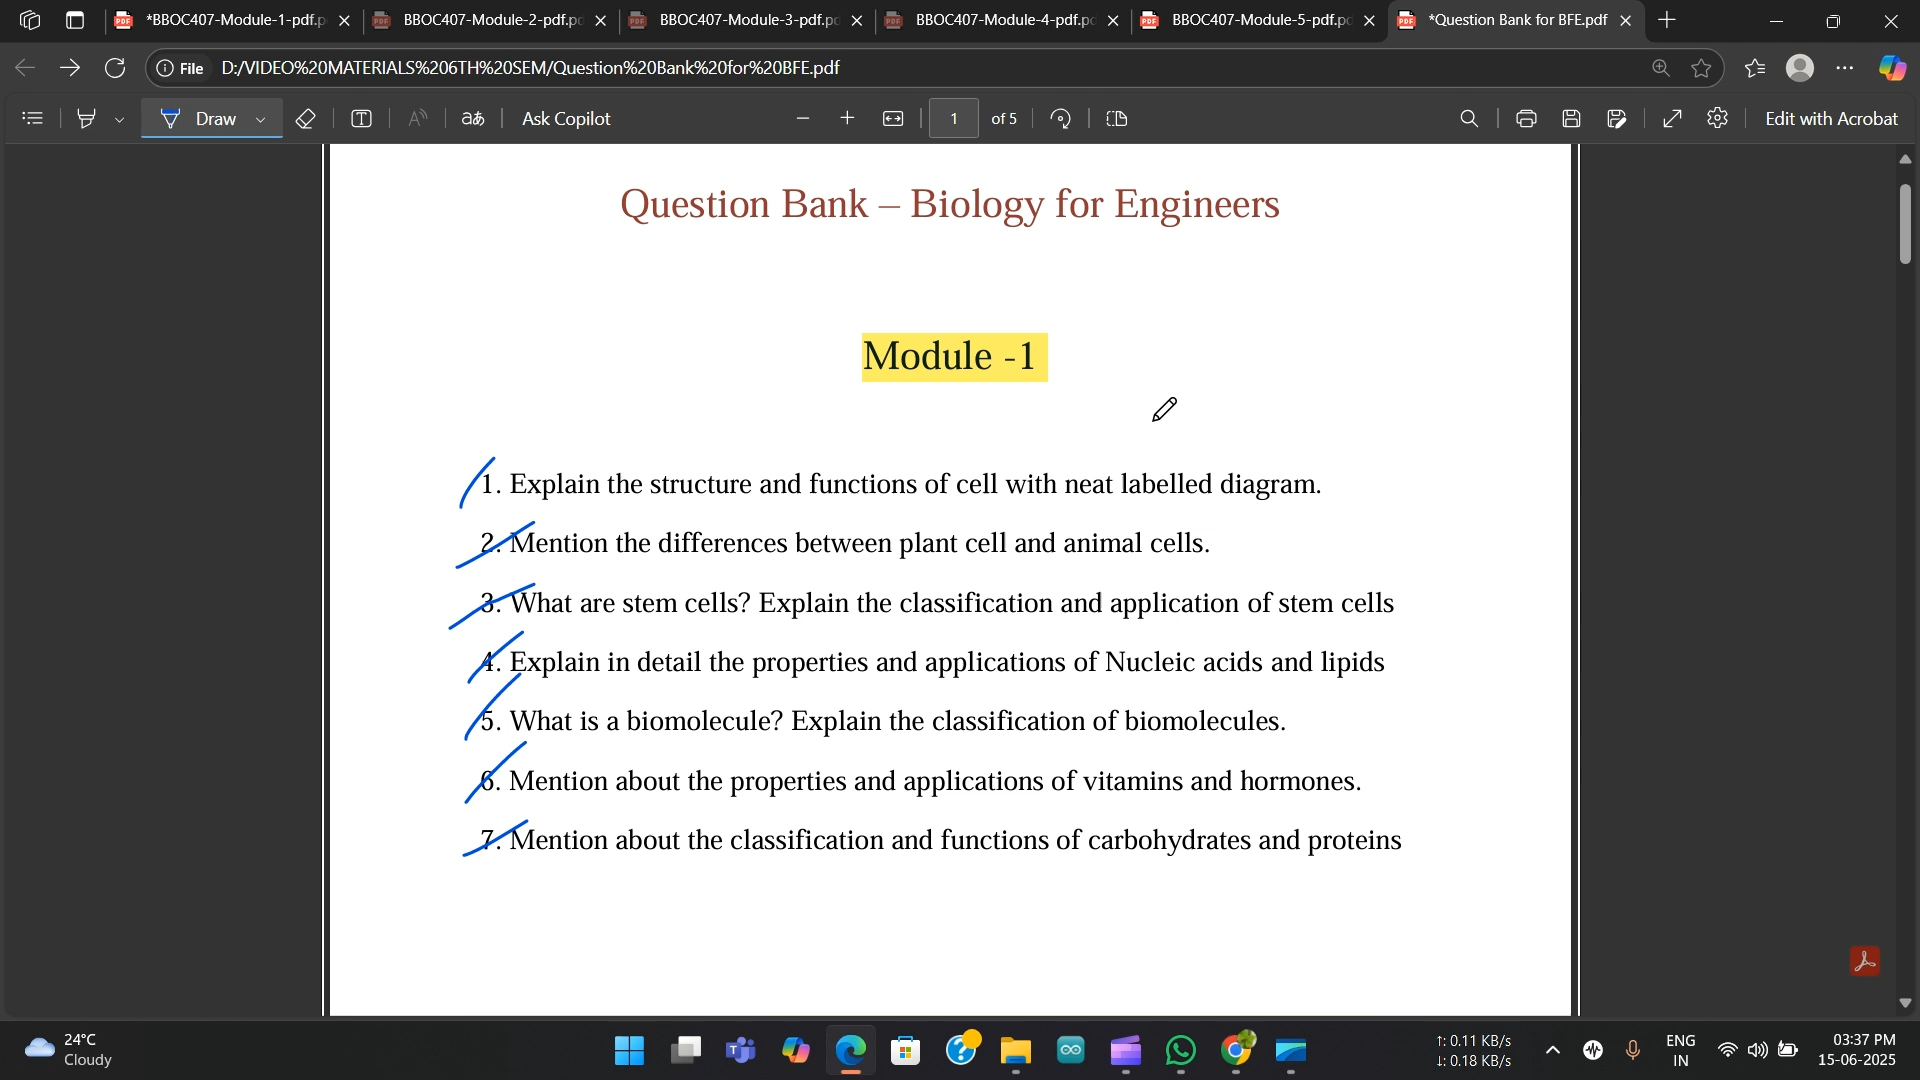 *BBOC407-Module-1-pdf.p
BBOC407-Module-2-pdf.pd
BBOC407-Module-3-pdf.pd
BBOC407-Module-4-pdf.pd
BBOC407-Module-5-pdf.pd
*Question Bank for BFE.pdf
File
D:/VIDEO%20MATERIALS%206TH%20SEM/Question%20Bank%20for%20BFE.pdf
Draw
aあ
Ask Copilot
1 of 5
Edit with Acrobat
Question Bank – Biology for Engineers
Module -1
1. Explain the structure and functions of cell with neat labelled diagram.
2. Mention the differences between plant cell and animal cells.
3. What are stem cells? Explain the classification and application of stem cells
4. Explain in detail the properties and applications of Nucleic acids and lipids
5. What is a biomolecule? Explain the classification of biomolecules.
6. Mention about the properties and applications of vitamins and hormones.
7. Mention about the classification and functions of carbohydrates and proteins
24°C
Cloudy
↑: 0.11 KB/s
↓: 0.18 KB/s
ENG
IN
03:37 PM
15-06-2025